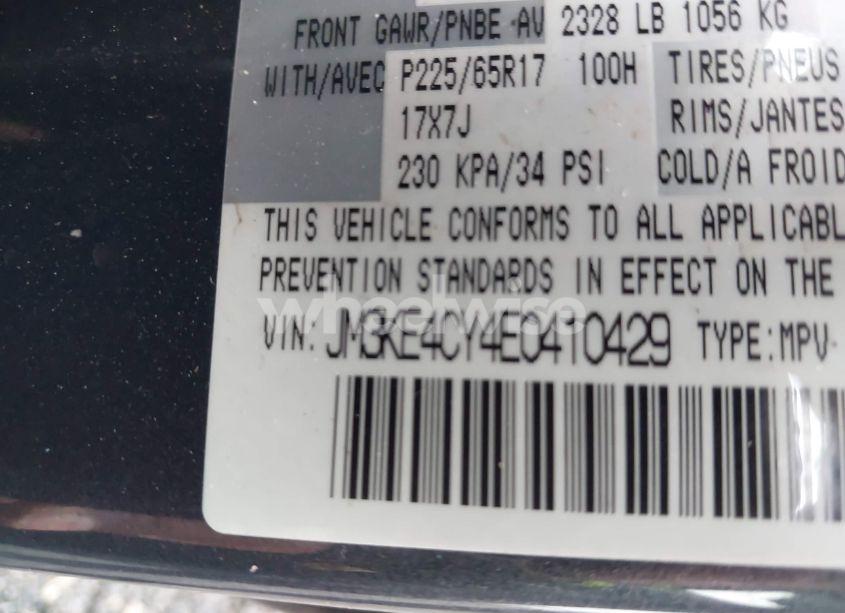 FRONT GAWR/PNBE AV 2328 LB 1056 KG
WITH/AVEC P225/65R17 100H TIRES/PNEUS
17X7J RIMS/JANTES
230 KPA/34 PSI COLD/A FROID
THIS VEHICLE CONFORMS TO ALL APPLICABL
PREVENTION STANDARDS IN EFFECT ON THE
wheelwise
VIN: JM3KE4CY4E0410429 TYPE:MPV